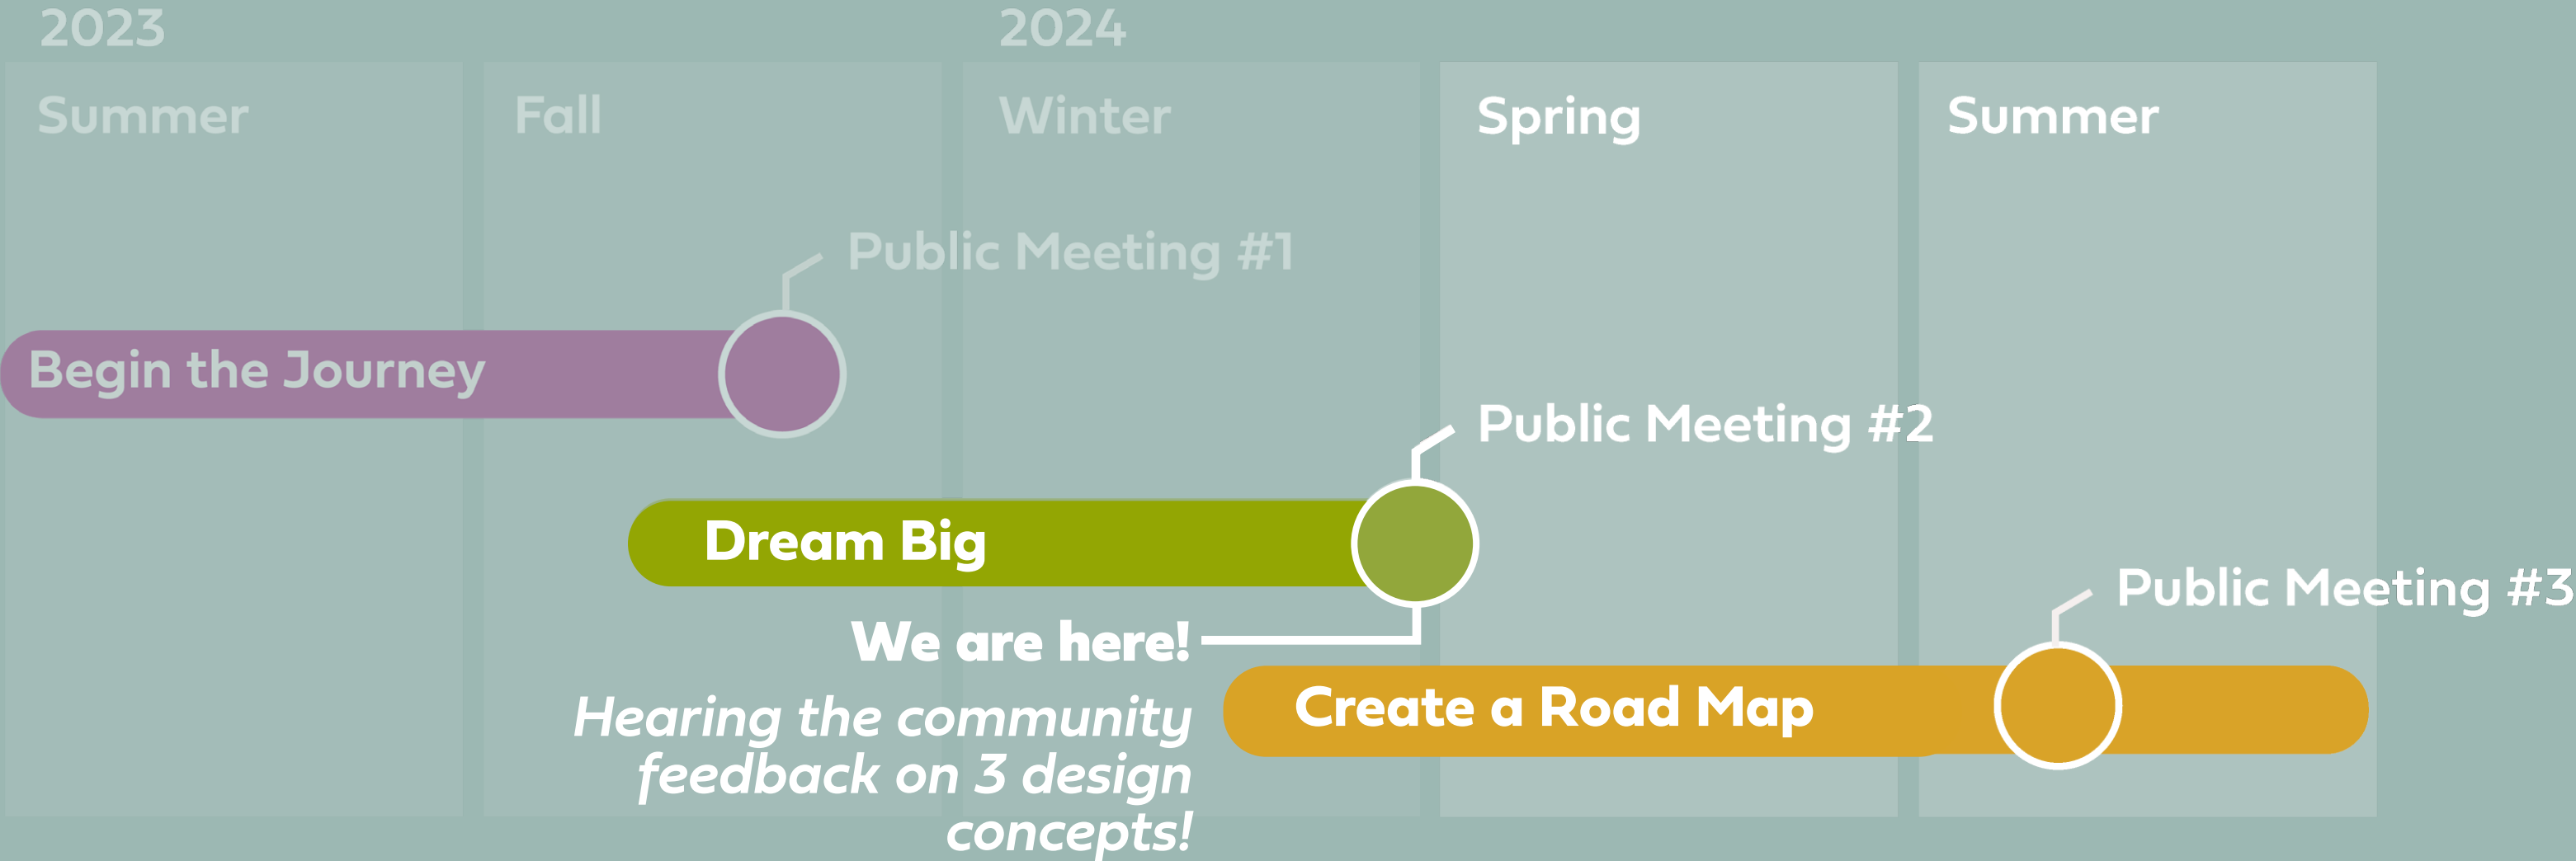 2023
2024
Summer
Fall
Winter
Spring
Summer
Public Meeting #1
Begin the Journey
Public Meeting #2
Dream Big
Public Meeting #3
We are here!
Create a Road Map
Hearing the community
feedback on 3 design
concepts!